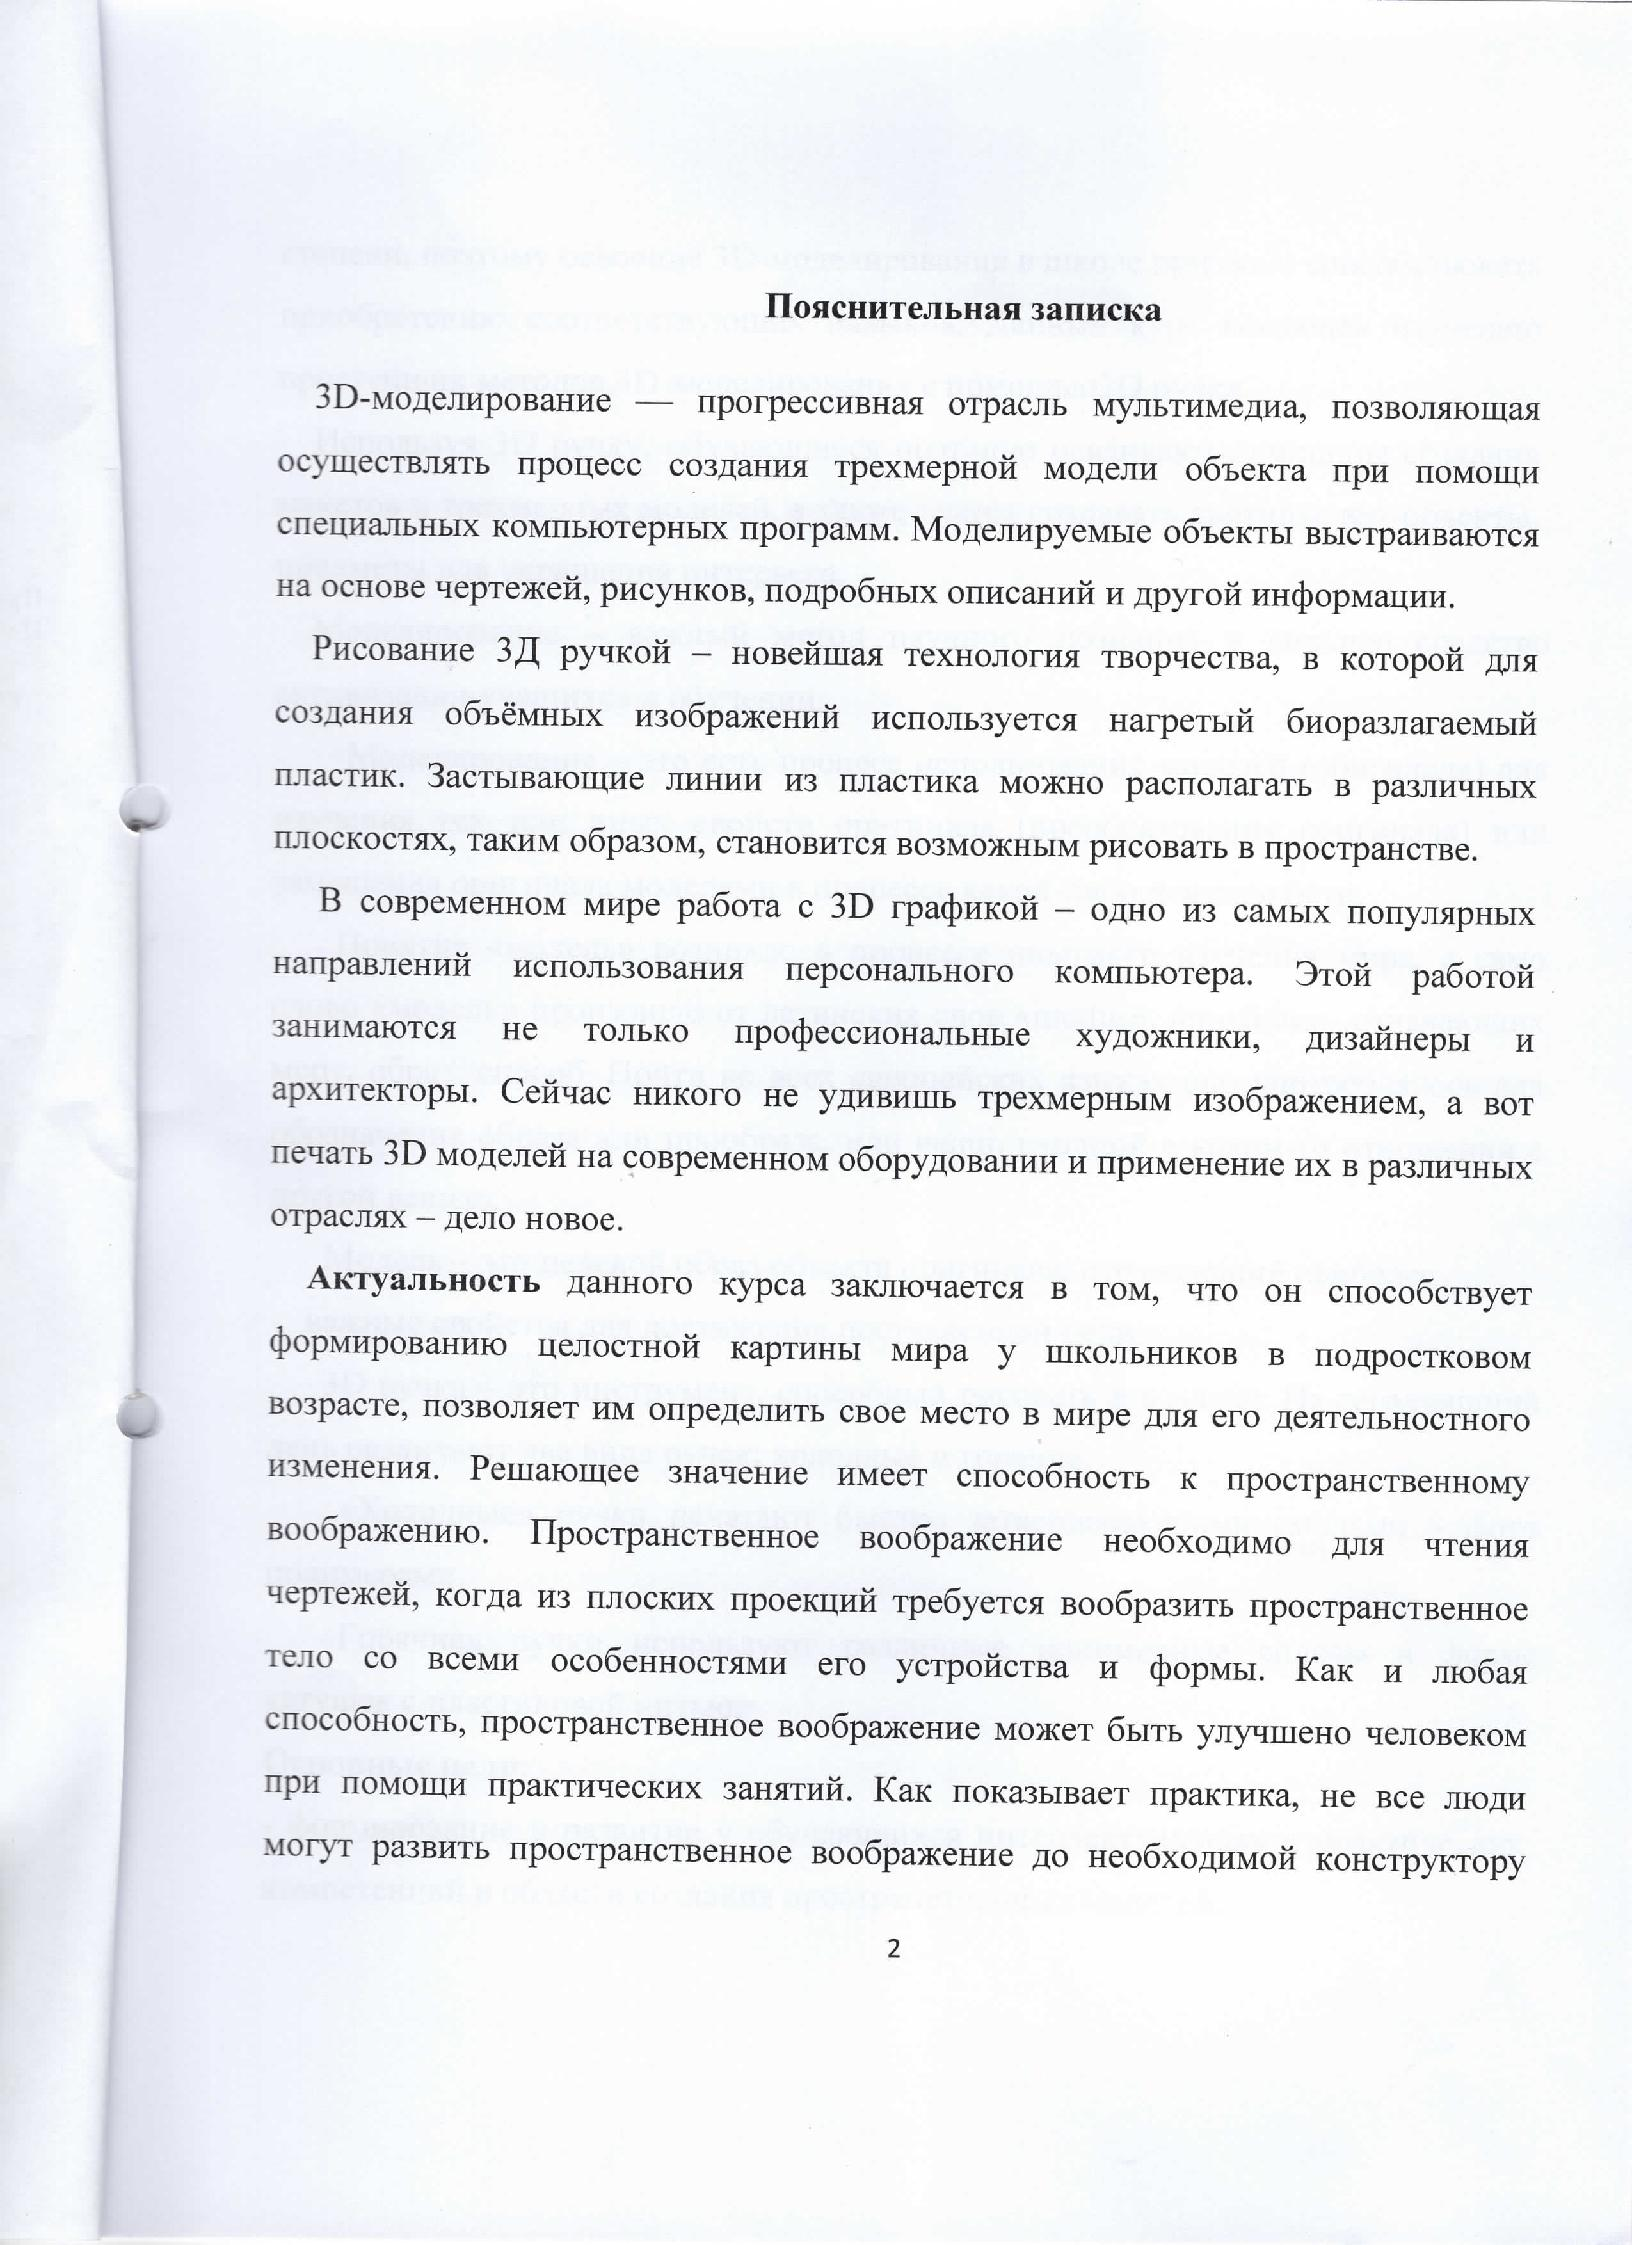 Пояснительная записка
3D-моделирование — прогрессивная отрасль мультимедиа, позволяющая
осуществлять процесс создания трехмерной модели объекта при помощи
специальных компьютерных программ. Моделируемые объекты выстраиваются
на основе чертежей, рисунков, подробных описаний и другой информации.
Рисование 3Д ручкой – новейшая технология творчества, в которой для
создания объёмных изображений используется нагретый биоразлагаемый
пластик. Застывающие линии из пластика можно располагать в различных
плоскостях, таким образом, становится возможным рисовать в пространстве.
В современном мире работа с 3D графикой – одно из самых популярных
направлений использования персонального компьютера. Этой работой
занимаются не только профессиональные художники, дизайнеры и
архитекторы. Сейчас никого не удивишь трехмерным изображением, а вот
печать 3D моделей на современном оборудовании и применение их в различных
отраслях – дело новое.
Актуальность данного курса заключается в том, что он способствует
формированию целостной картины мира у школьников в подростковом
возрасте, позволяет им определить свое место в мире для его деятельностного
изменения. Решающее значение имеет способность к пространственному
воображению. Пространственное воображение необходимо для чтения
чертежей, когда из плоских проекций требуется вообразить пространственное
тело со всеми особенностями его устройства и формы. Как и любая
способность, пространственное воображение может быть улучшено человеком
при помощи практических занятий. Как показывает практика, не все люди
могут развить пространственное воображение до необходимой конструктору
2